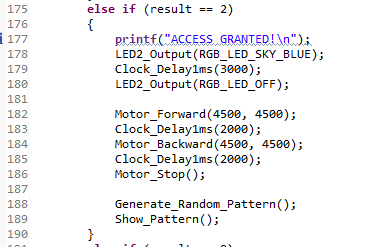 175 else if (result == 2)
176 {
177 printf("ACCESS GRANTED!\n");
178 LED2_Output(RGB_LED_SKY_BLUE);
179 Clock_Delay1ms(3000);
180 LED2_Output(RGB_LED_OFF);
181
182 Motor_Forward(4500, 4500);
183 Clock_Delay1ms(2000);
184 Motor_Backward(4500, 4500);
185 Clock_Delay1ms(2000);
186 Motor_Stop();
187
188 Generate_Random_Pattern();
189 Show_Pattern();
190 }